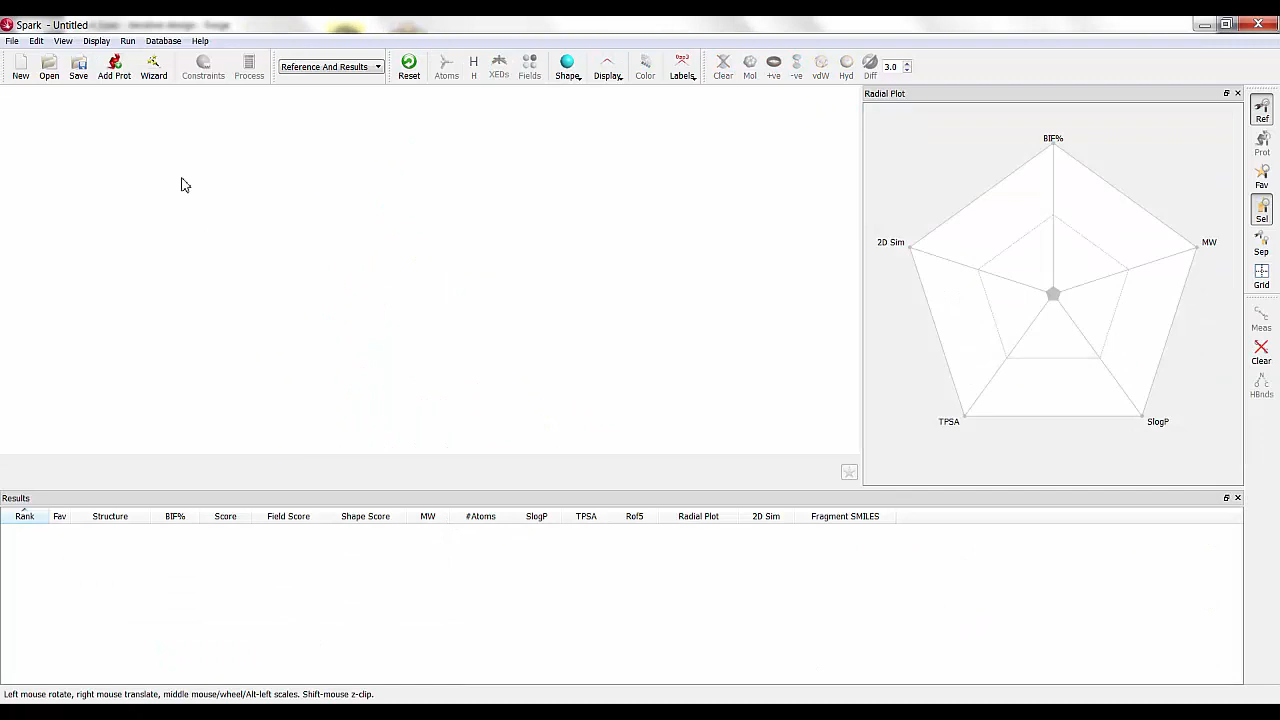 Spark - Untitled
File Edit View Display Run Database Help
New Open Save Add Prot Wizard Constraints Process Reference And Results Reset Atoms H H XEDs Fields Shape Display Color Opp3 Labels Clear Mol +ve -ve vdW Hyd Diff 3.0
Radial Plot
BIF%
2D Sim
MW
TPSA
SlogP
Ref
Prot
Fav
Sel
Sep
Grid
Meas
Clear
HBnds
Results
Rank Fav Structure BIF% Score Field Score Shape Score MW #Atoms SlogP TPSA Rof5 Radial Plot 2D Sim Fragment SMILES
Left mouse rotate, right mouse translate, middle mouse/wheel/Alt-left scales. Shift-mouse z-clip.